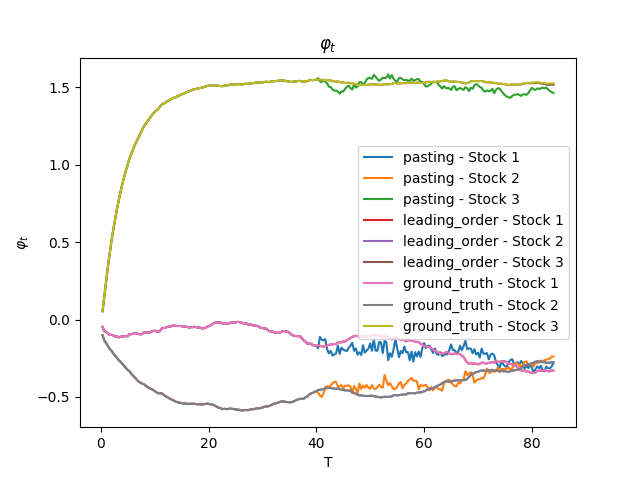 φt
φt
1.5
1.0
0.5
0.0
−0.5
0
20
40
60
80
T
pasting - Stock 1
pasting - Stock 2
pasting - Stock 3
leading_order - Stock 1
leading_order - Stock 2
leading_order - Stock 3
ground_truth - Stock 1
ground_truth - Stock 2
ground_truth - Stock 3